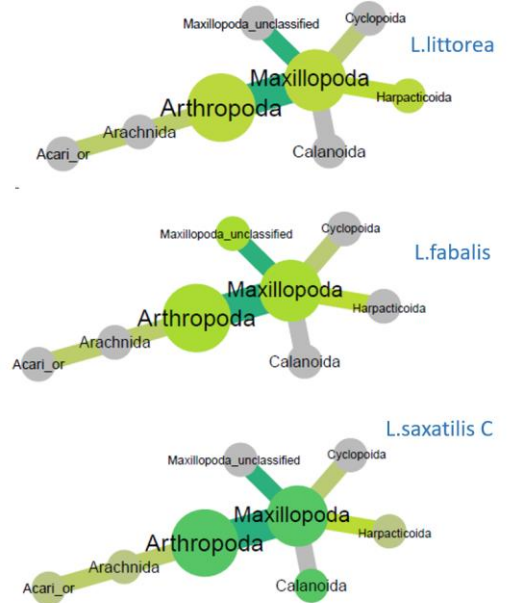 Maxillopoda_unclassified
Cyclopoida
L.littorea
Maxillopoda
Harpacticoida
Arthropoda
Arachnida
Acari_or
Calanoida
-
Maxillopoda_unclassified
Cyclopoida
L.fabalis
Maxillopoda
Harpacticoida
Arthropoda
Arachnida
Acari_or
Calanoida
L.saxatilis C
Maxillopoda_unclassified
Cyclopoida
Maxillopoda
Harpacticoida
Arthropoda
Arachnida
Acari_or
Calanoida